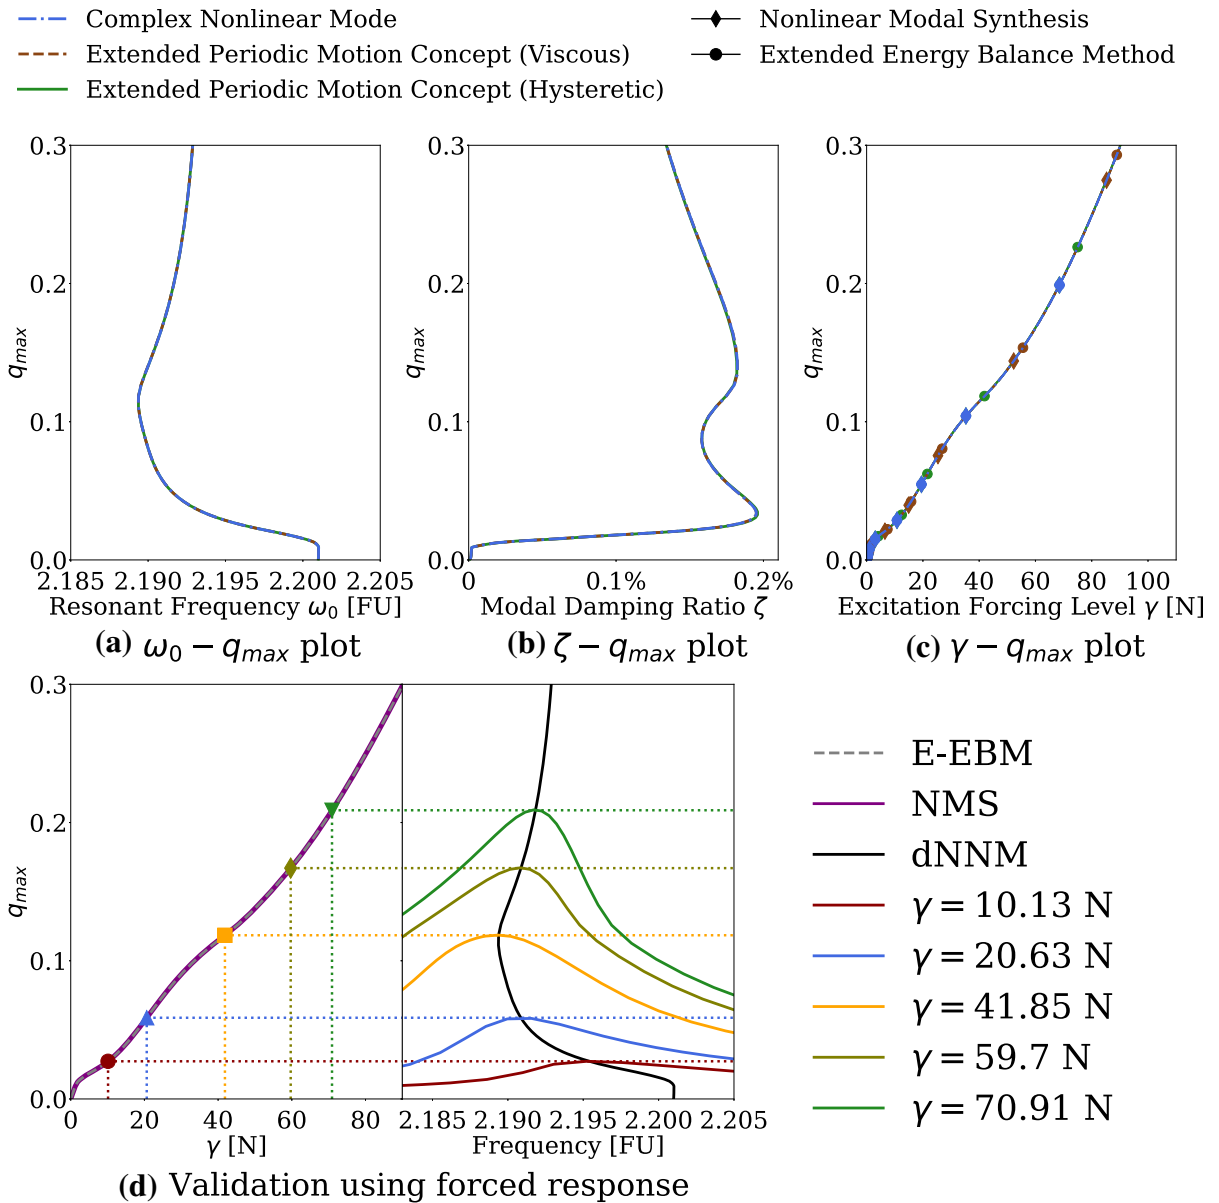 Complex Nonlinear Mode
Extended Periodic Motion Concept (Viscous)
Extended Periodic Motion Concept (Hysteretic)
Nonlinear Modal Synthesis
Extended Energy Balance Method
0.3
0.2
0.1
0.0
q_max
2.185 2.190 2.195 2.200 2.205
Resonant Frequency ω₀ [FU]
(a) ω₀ − q_max plot
0.3
0.2
0.1
0.0
q_max
0 0.1% 0.2%
Modal Damping Ratio ζ
(b) ζ − q_max plot
0.3
0.2
0.1
0.0
q_max
0 20 40 60 80 100
Excitation Forcing Level γ [N]
(c) γ − q_max plot
0.3
0.2
0.1
0.0
q_max
0 20 40 60 80
γ [N]
2.185 2.190 2.195 2.200 2.205
Frequency [FU]
E-EBM
NMS
dNNM
γ = 10.13 N
γ = 20.63 N
γ = 41.85 N
γ = 59.7 N
γ = 70.91 N
(d) Validation using forced response